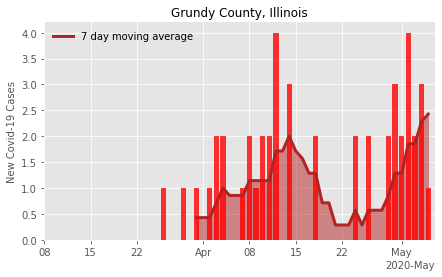 Grundy County, Illinois
7 day moving average
New Covid-19 Cases
4.0
3.5
3.0
2.5
2.0
1.5
1.0
0.5
0.0
08 15 22 Apr 08 15 22 May
2020-May